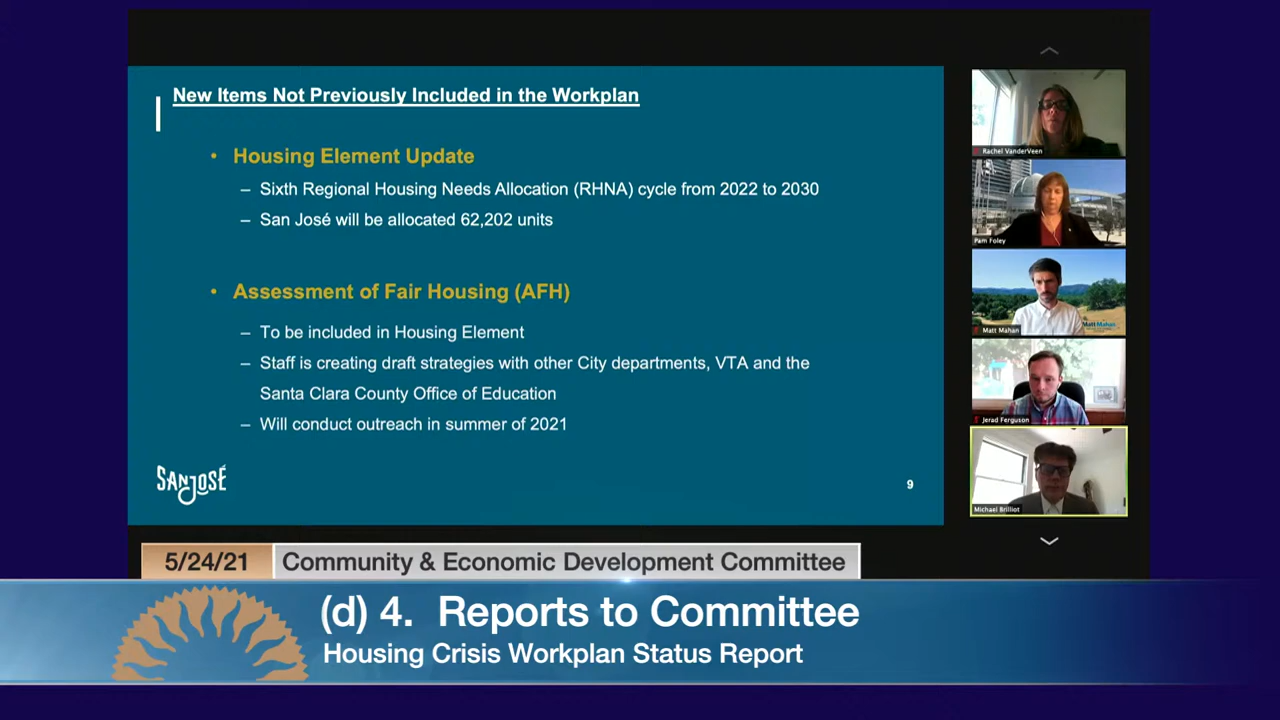 New Items Not Previously Included in the Workplan
• Housing Element Update
– Sixth Regional Housing Needs Allocation (RHNA) cycle from 2022 to 2030
– San José will be allocated 62,202 units
• Assessment of Fair Housing (AFH)
– To be included in Housing Element
– Staff is creating draft strategies with other City departments, VTA and the
Santa Clara County Office of Education
– Will conduct outreach in summer of 2021
SAN JOSÉ
9
Rachel VanderVeen
Pam Foley
Matt Mahan
Matt Mahan
Jerad Ferguson
Michael Brilliot
5/24/21
Community & Economic Development Committee
(d) 4. Reports to Committee
Housing Crisis Workplan Status Report